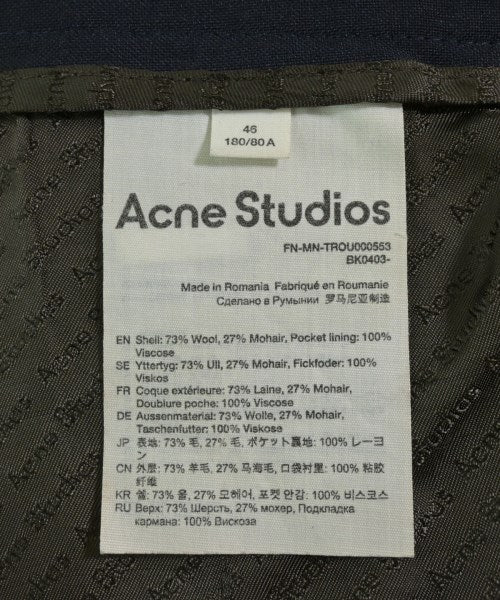 46
180/80 A
Acne Studios
FN-MN-TROU000553
BK0403-
Made in Romania Fabriqué en Roumanie
Сделано в Румынии 罗马尼亚制造
EN Shell: 73% Wool, 27% Mohair, Pocket lining: 100%
Viscose
SE Yttertyg: 73% Ull, 27% Mohair, Fickfoder: 100%
Viskos
FR Coque extérieure: 73% Laine, 27% Mohair,
Doublure poche: 100% Viscose
DE Aussenmaterial: 73% Wolle, 27% Mohair,
Taschenfutter: 100% Viskose
JP 表地: 73% 毛, 27% 毛, ポケット裏地: 100% レーヨ
ン
CN 外层: 73% 羊毛, 27% 马海毛, 口袋衬里: 100% 粘胶
纤维
KR 쉘: 73% 울, 27% 모헤어, 포켓 안감: 100% 비스코스
RU Верх: 73% Шерсть, 27% мохер, Подкладка
кармана: 100% Вискоза